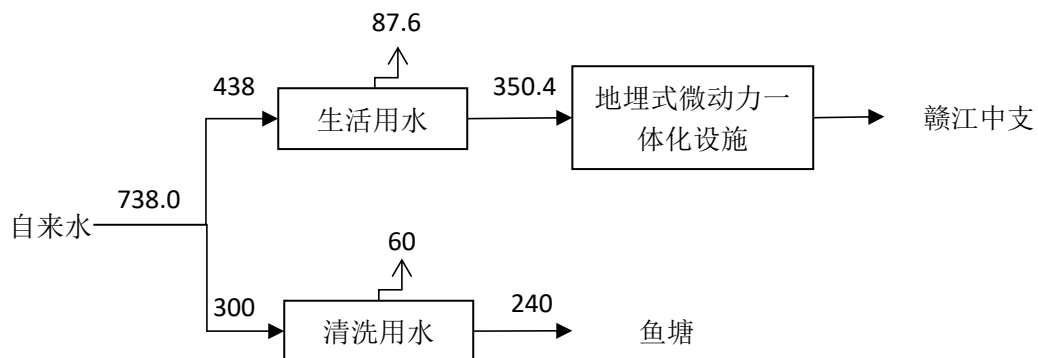 87.6
438
生活用水
350.4
地埋式微动力一
体化设施
赣江中支
738.0
自来水
60
300
清洗用水
240
鱼塘